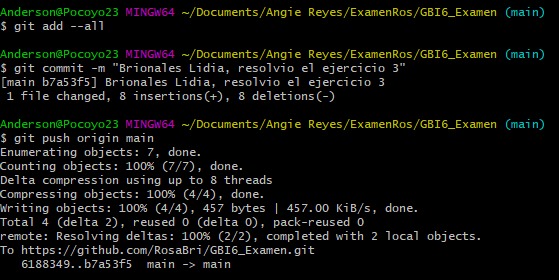 Anderson@Pocoyo23 MINGW64 ~/Documents/Angie Reyes/ExamenRos/GBI6_Examen (main)
$ git add --all
Anderson@Pocoyo23 MINGW64 ~/Documents/Angie Reyes/ExamenRos/GBI6_Examen (main)
$ git commit -m "Brionales Lidia, resolvio el ejercicio 3"
[main b7a53f5] Brionales Lidia, resolvio el ejercicio 3
1 file changed, 8 insertions(+), 8 deletions(-)
Anderson@Pocoyo23 MINGW64 ~/Documents/Angie Reyes/ExamenRos/GBI6_Examen (main)
$ git push origin main
Enumerating objects: 7, done.
Counting objects: 100% (7/7), done.
Delta compression using up to 8 threads
Compressing objects: 100% (4/4), done.
Writing objects: 100% (4/4), 457 bytes | 457.00 KiB/s, done.
Total 4 (delta 2), reused 0 (delta 0), pack-reused 0
remote: Resolving deltas: 100% (2/2), completed with 2 local objects.
To https://github.com/RosaBri/GBI6_Examen.git
6188349..b7a53f5  main -> main